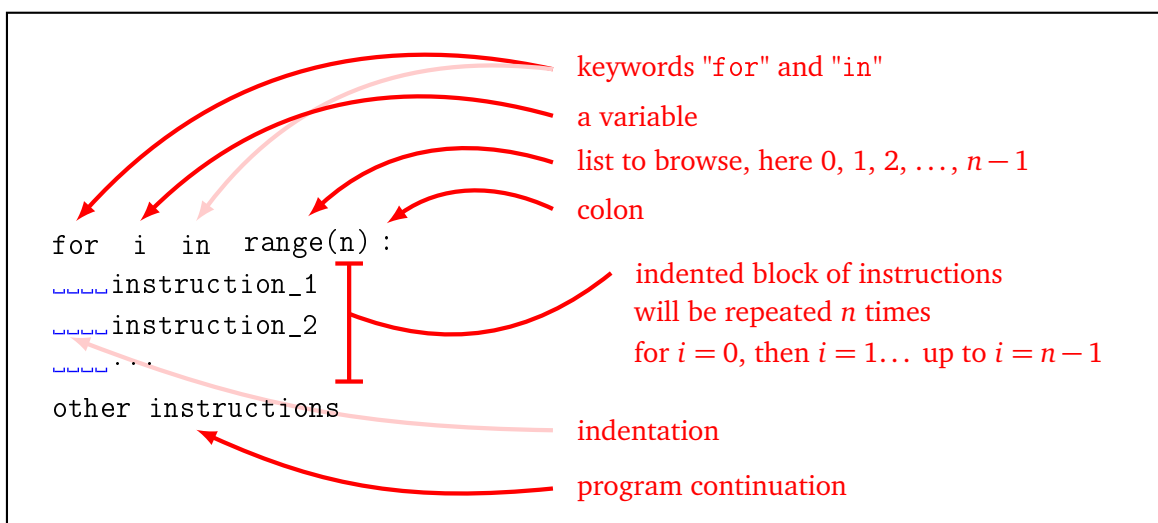 keywords "for" and "in"
a variable
list to browse, here 0, 1, 2, ..., n − 1
colon
for i in range(n) :
␣␣␣␣instruction_1
␣␣␣␣instruction_2
␣␣␣␣...
other instructions
indented block of instructions
will be repeated n times
for i = 0, then i = 1... up to i = n − 1
indentation
program continuation